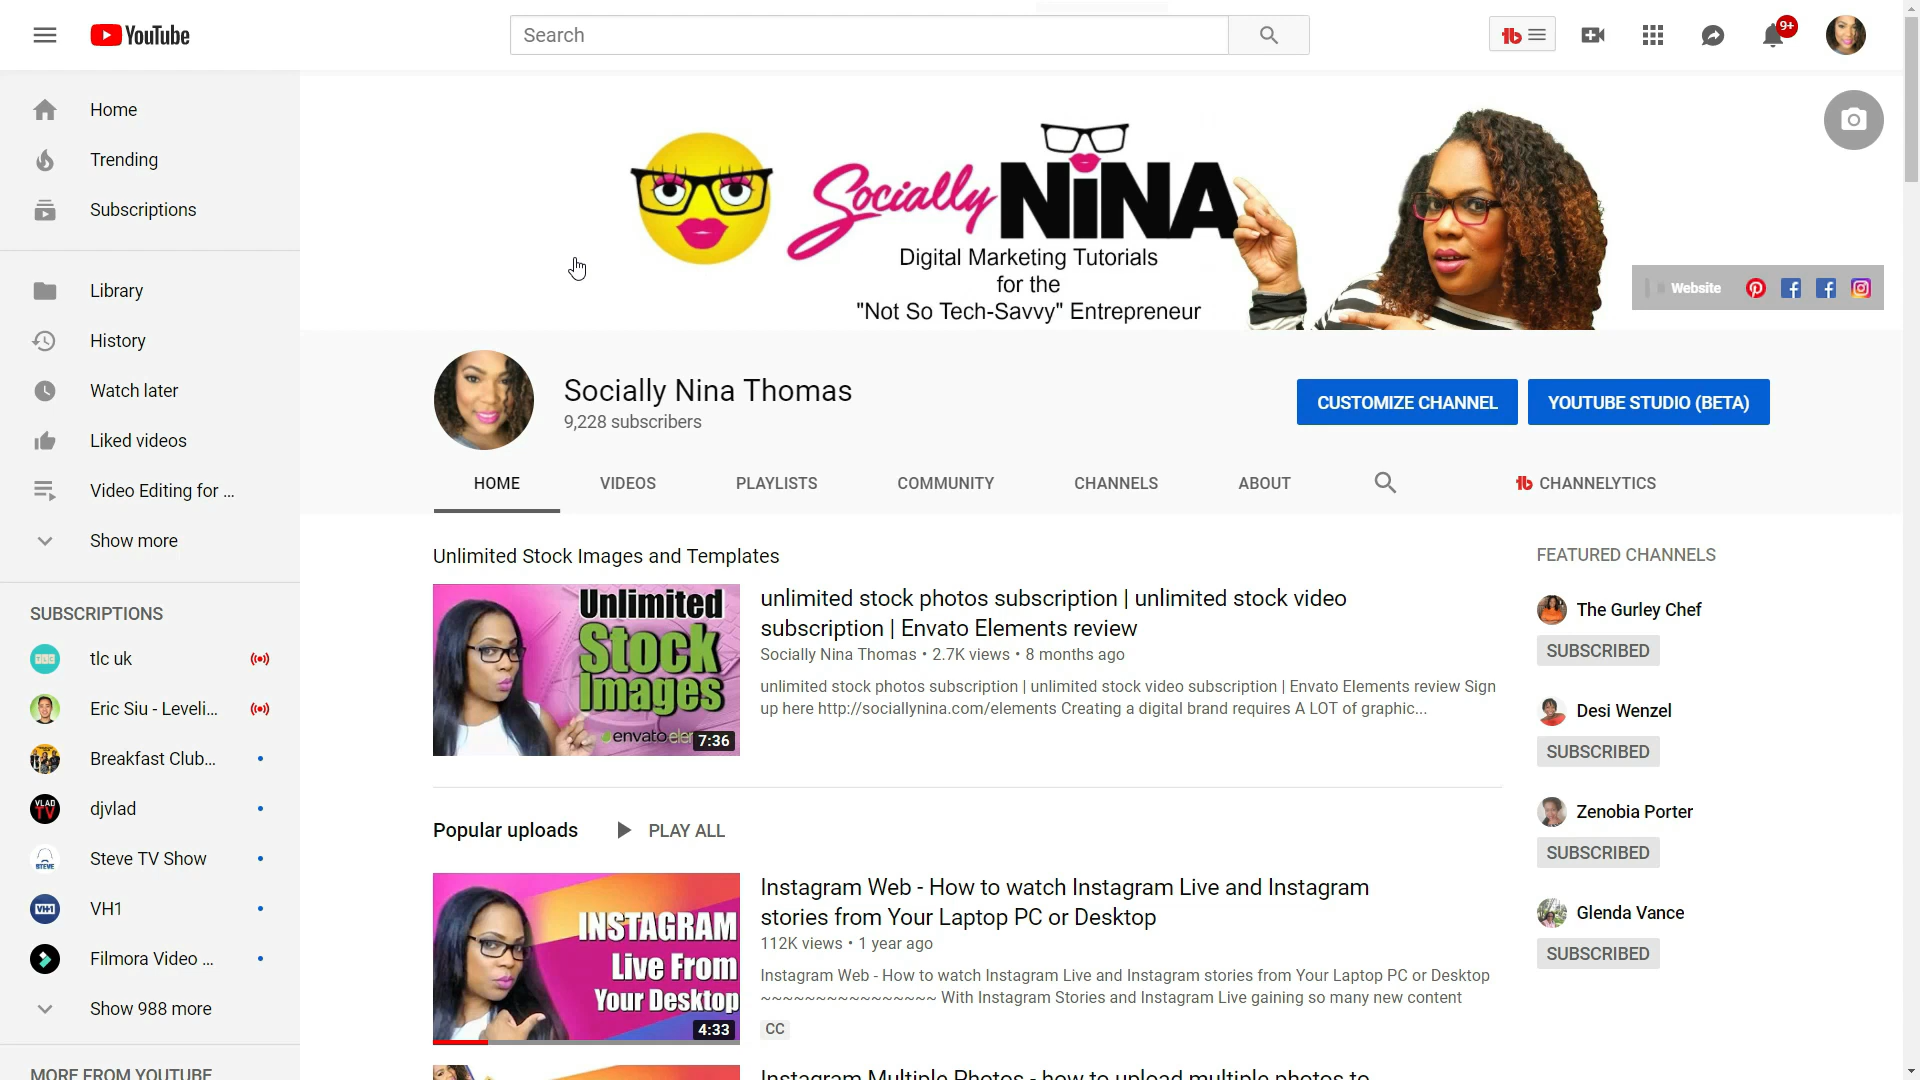 YouTube
Search
9+
Home
Trending
Subscriptions
Library
History
Watch later
Liked videos
Video Editing for ...
Show more
SUBSCRIPTIONS
tlc uk
Eric Siu - Leveli...
Breakfast Club...
djvlad
Steve TV Show
VH1
Filmora Video ...
Show 988 more
MORE FROM YOUTUBE
TLC
VLAD
TV
STEVE
VH1
Socially NiNA
Digital Marketing Tutorials
for the
"Not So Tech-Savvy" Entrepreneur
Website
Socially Nina Thomas
9,228 subscribers
CUSTOMIZE CHANNEL
YOUTUBE STUDIO (BETA)
HOME VIDEOS PLAYLISTS COMMUNITY CHANNELS ABOUT CHANNELYTICS
Unlimited Stock Images and Templates
Unlimited
Stock
Images
envato
7:36
unlimited stock photos subscription | unlimited stock video
subscription | Envato Elements review
Socially Nina Thomas • 2.7K views • 8 months ago
unlimited stock photos subscription | unlimited stock video subscription | Envato Elements review Sign
up here http://sociallynina.com/elements Creating a digital brand requires A LOT of graphic...
Popular uploads PLAY ALL
INSTAGRAM
Live From
Your Desktop
4:33
Instagram Web - How to watch Instagram Live and Instagram
stories from Your Laptop PC or Desktop
112K views • 1 year ago
Instagram Web - How to watch Instagram Live and Instagram stories from Your Laptop PC or Desktop
~~~~~~~~~~~~~~~~ With Instagram Stories and Instagram Live gaining so many new content
CC
Instagram Multiple Photos - how to upload multiple photos to
FEATURED CHANNELS
The Gurley Chef
SUBSCRIBED
Desi Wenzel
SUBSCRIBED
Zenobia Porter
SUBSCRIBED
Glenda Vance
SUBSCRIBED